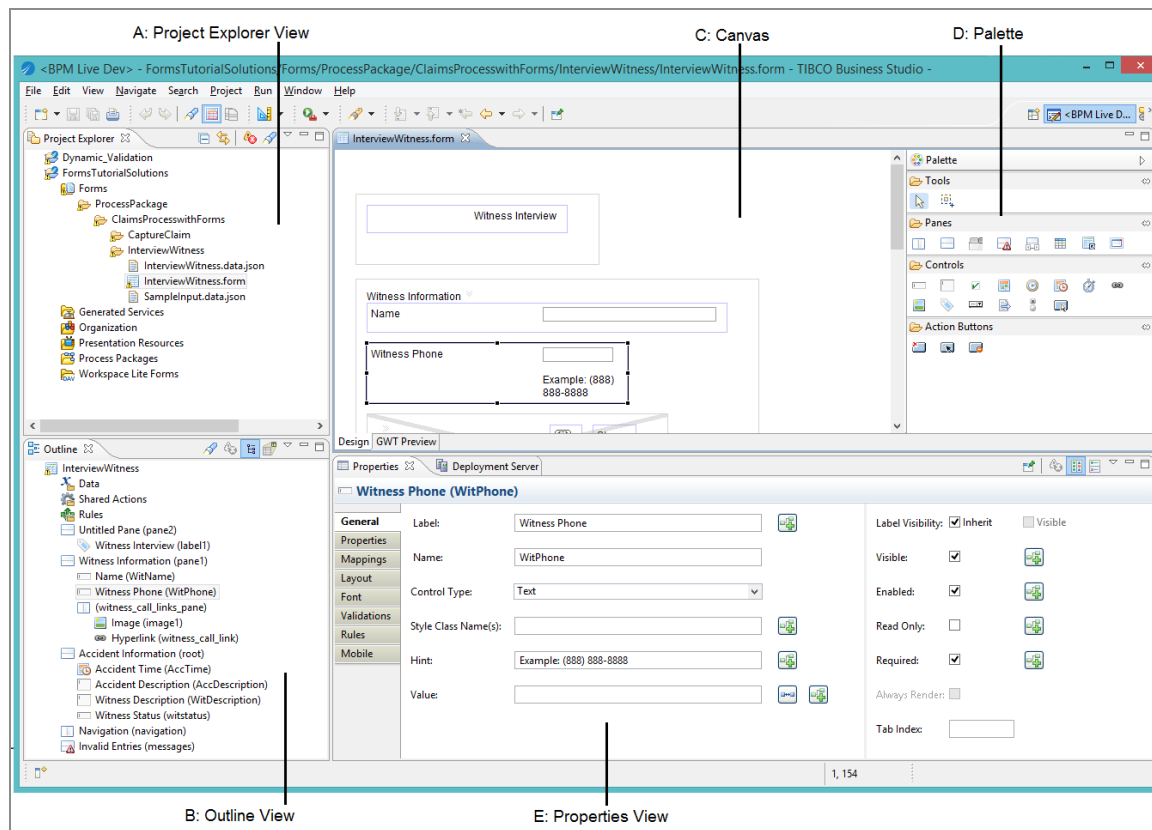 A: Project Explorer View
C: Canvas
D: Palette
<BPM Live Dev> - FormsTutorialSolutions/Forms/ProcessPackage/ClaimsProcesswithForms/InterviewWitness/InterviewWitness.form - TIBCO Business Studio -
File Edit View Navigate Search Project Run Window Help
<BPM Live D...
Project Explorer
Dynamic_Validation
FormsTutorialSolutions
Forms
ProcessPackage
ClaimsProcesswithForms
CaptureClaim
InterviewWitness
InterviewWitness.data.json
InterviewWitness.form
SampleInput.data.json
Generated Services
Organization
Presentation Resources
Process Packages
Workspace Lite Forms
InterviewWitness.form
Witness Interview
Witness Information
Name
Witness Phone
Example: (888)
888-8888
Design GWT Preview
Palette
Tools
Panes
Controls
Action Buttons
Outline
InterviewWitness
Data
Shared Actions
Rules
Untitled Pane (pane2)
Witness Interview (label1)
Witness Information (pane1)
Name (WitName)
Witness Phone (WitPhone)
(witness_call_links_pane)
Image (image1)
Hyperlink (witness_call_link)
Accident Information (root)
Accident Time (AccTime)
Accident Description (AccDescription)
Witness Description (WitDescription)
Witness Status (witstatus)
Navigation (navigation)
Invalid Entries (messages)
Properties Deployment Server
Witness Phone (WitPhone)
General
Properties
Mappings
Layout
Font
Validations
Rules
Mobile
Label: Witness Phone
Name: WitPhone
Control Type: Text
Style Class Name(s):
Hint: Example: (888) 888-8888
Value:
Label Visibility: Inherit Visible
Visible:
Enabled:
Read Only:
Required:
Always Render:
Tab Index:
1, 154
B: Outline View
E: Properties View